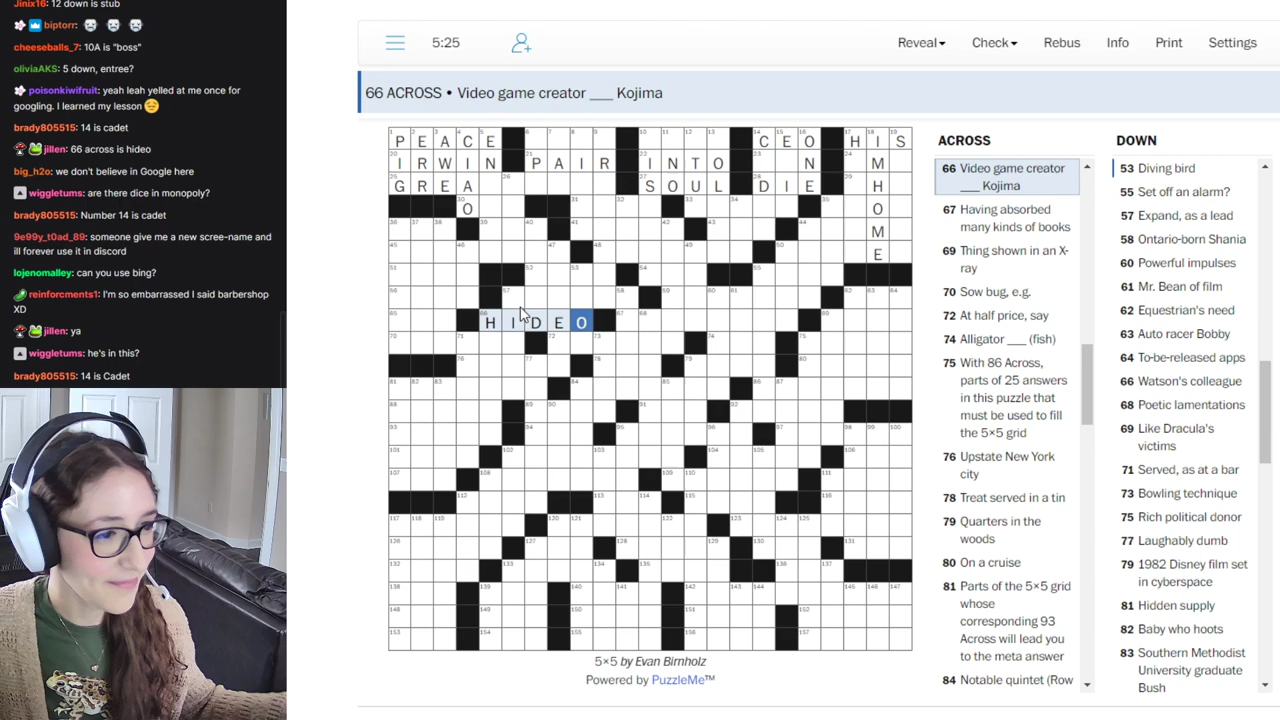 Jinix16: 12 down is stub
biptorr:
cheeseballs_7: 10A is "boss"
oliviaAKS: 5 down, entree?
poisonkiwifruit: yeah leah yelled at me once for
googling. I learned my lesson
brady805515: 14 is cadet
jillen: 66 across is hideo
big_h2o: we don't believe in Google here
wiggletums: are there dice in monopoly?
brady805515: Number 14 is cadet
9e99y_t0ad_89: someone give me a new scree-name and
ill forever use it in discord
lojenomalley: can you use bing?
reinforcments1: I'm so embarrassed I said barbershop
XD
jillen: ya
wiggletums: he's in this?
brady805515: 14 is Cadet
5:25
Reveal
Check
Rebus
Info
Print
Settings
66 ACROSS • Video game creator ___ Kojima
PEACE CEO HIS
IRWIN PAIR INTO N M
GREA SOUL DIE H
O O
M
E
HIDEO
5×5 by Evan Birnholz
Powered by PuzzleMe™
ACROSS
66 Video game creator
___ Kojima
67 Having absorbed
many kinds of books
69 Thing shown in an X-
ray
70 Sow bug, e.g.
72 At half price, say
74 Alligator ___ (fish)
75 With 86 Across,
parts of 25 answers
in this puzzle that
must be used to fill
the 5×5 grid
76 Upstate New York
city
78 Treat served in a tin
79 Quarters in the
woods
80 On a cruise
81 Parts of the 5×5 grid
whose
corresponding 93
Across will lead you
to the meta answer
84 Notable quintet (Row
DOWN
53 Diving bird
55 Set off an alarm?
57 Expand, as a lead
58 Ontario-born Shania
60 Powerful impulses
61 Mr. Bean of film
62 Equestrian's need
63 Auto racer Bobby
64 To-be-released apps
66 Watson's colleague
68 Poetic lamentations
69 Like Dracula's
victims
71 Served, as at a bar
73 Bowling technique
75 Rich political donor
77 Laughably dumb
79 1982 Disney film set
in cyberspace
81 Hidden supply
82 Baby who hoots
83 Southern Methodist
University graduate
Bush